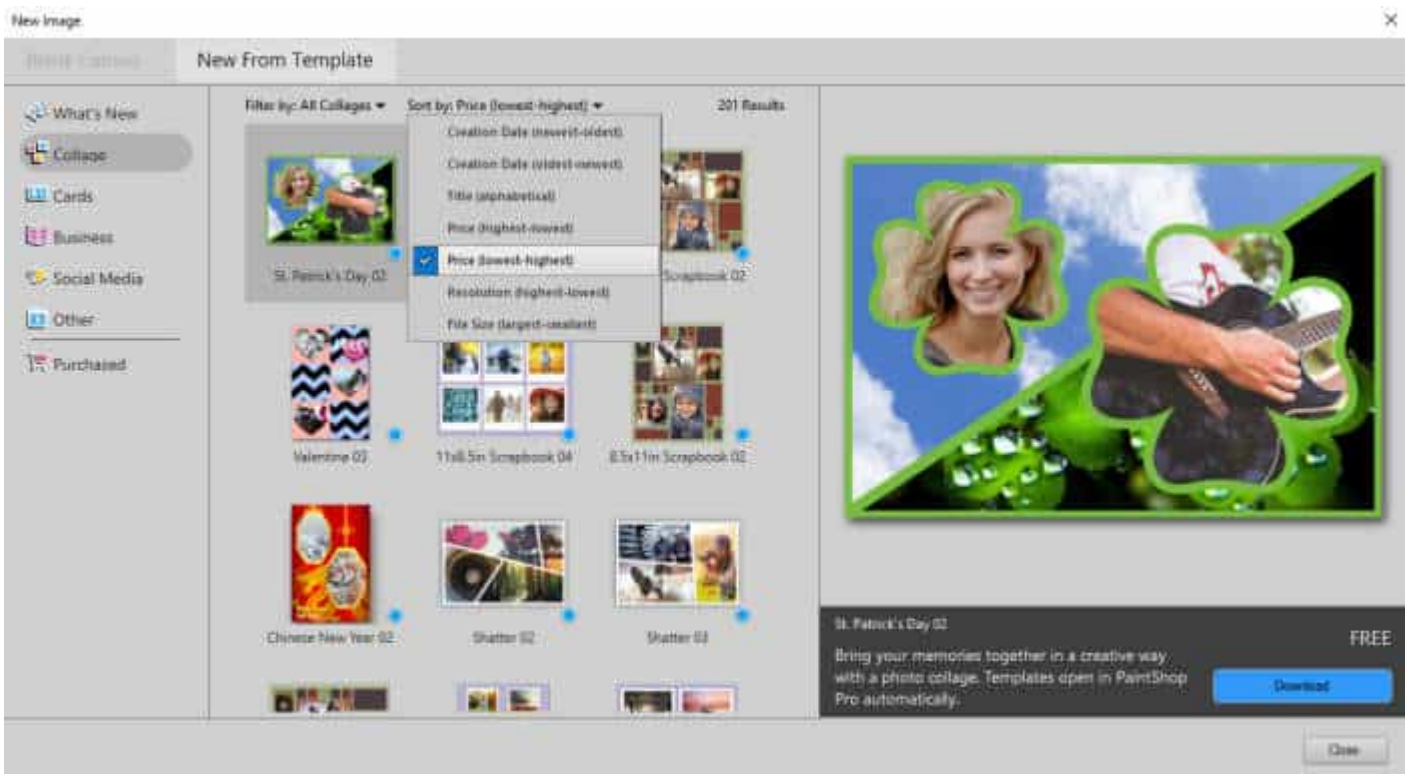 New Image
Blank Canvas
New From Template
What's New
Collage
Cards
Business
Social Media
Other
Purchased
Filter by: All Collages
Sort by: Price (lowest-highest)
201 Results
Creation Date (newest-oldest)
Creation Date (oldest-newest)
Title (alphabetical)
Price (highest-lowest)
Price (lowest-highest)
Resolution (highest-lowest)
File Size (largest-smallest)
St. Patrick's Day 02
Scrapbook 02
Valentine 03
11x8.5in Scrapbook 04
8.5x11in Scrapbook 02
Chinese New Year 02
Shatter 02
Shatter 03
St. Patrick's Day 02
FREE
Bring your memories together in a creative way
with a photo collage. Templates open in PaintShop
Pro automatically.
Download
Close